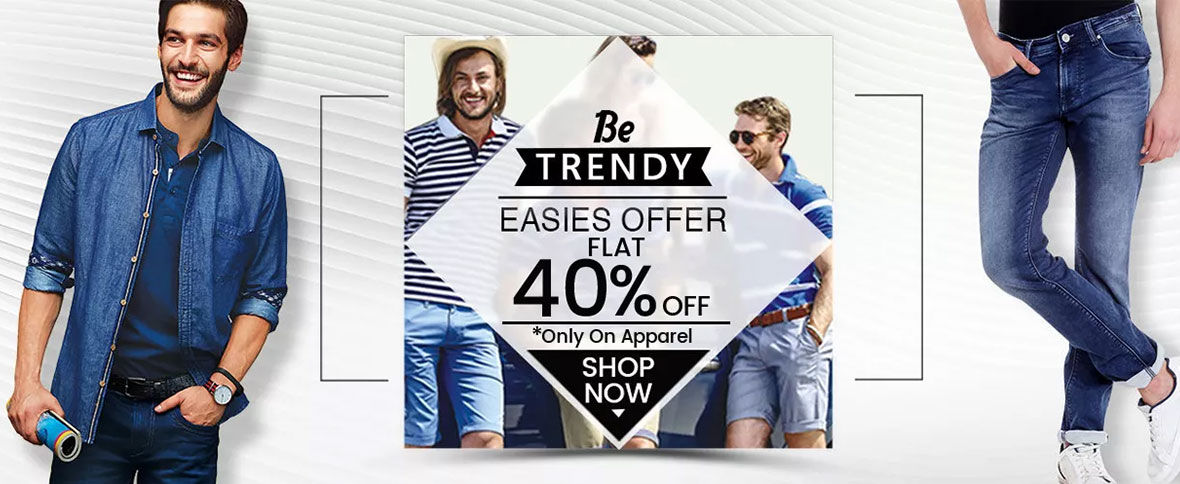 Be
TRENDY
EASIES OFFER
FLAT
40% OFF
*Only On Apparel
SHOP
NOW